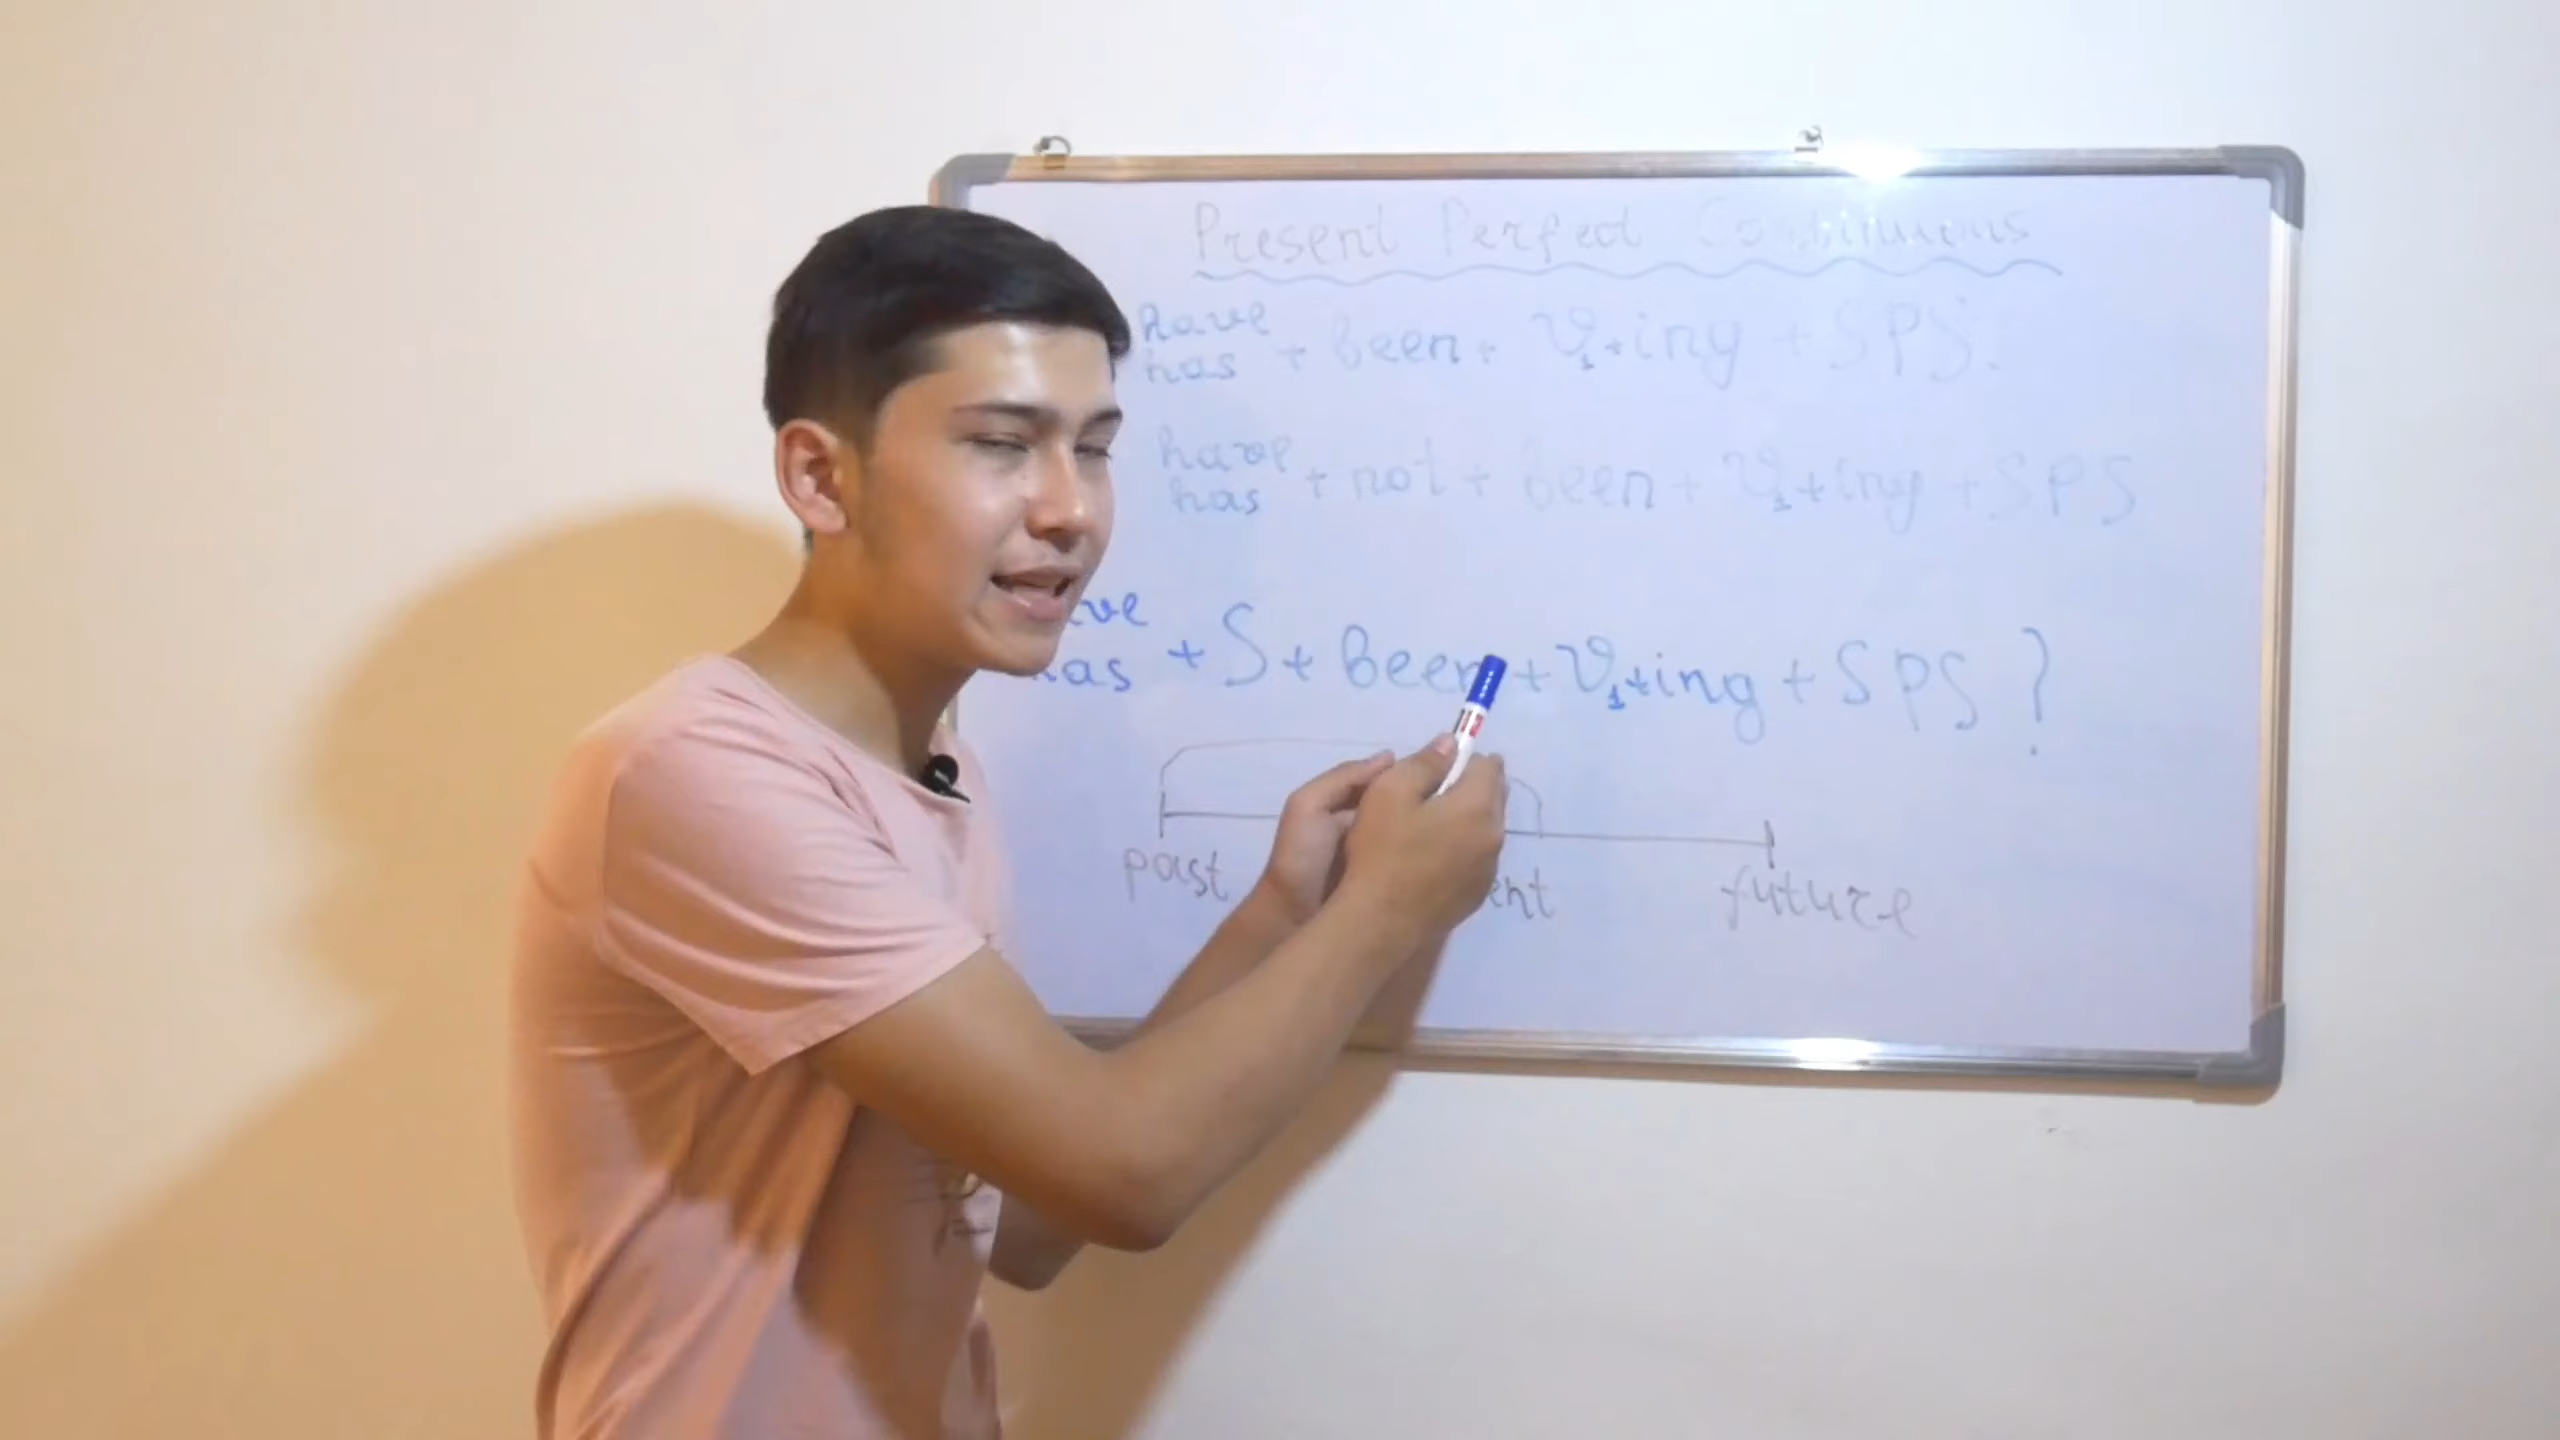 Present Perfect Continuous
have
has + been + V1+ing + SPS.
have
has + not + been + V1+ing + SPS
has + S + been + V1+ing + SPS ?
past future